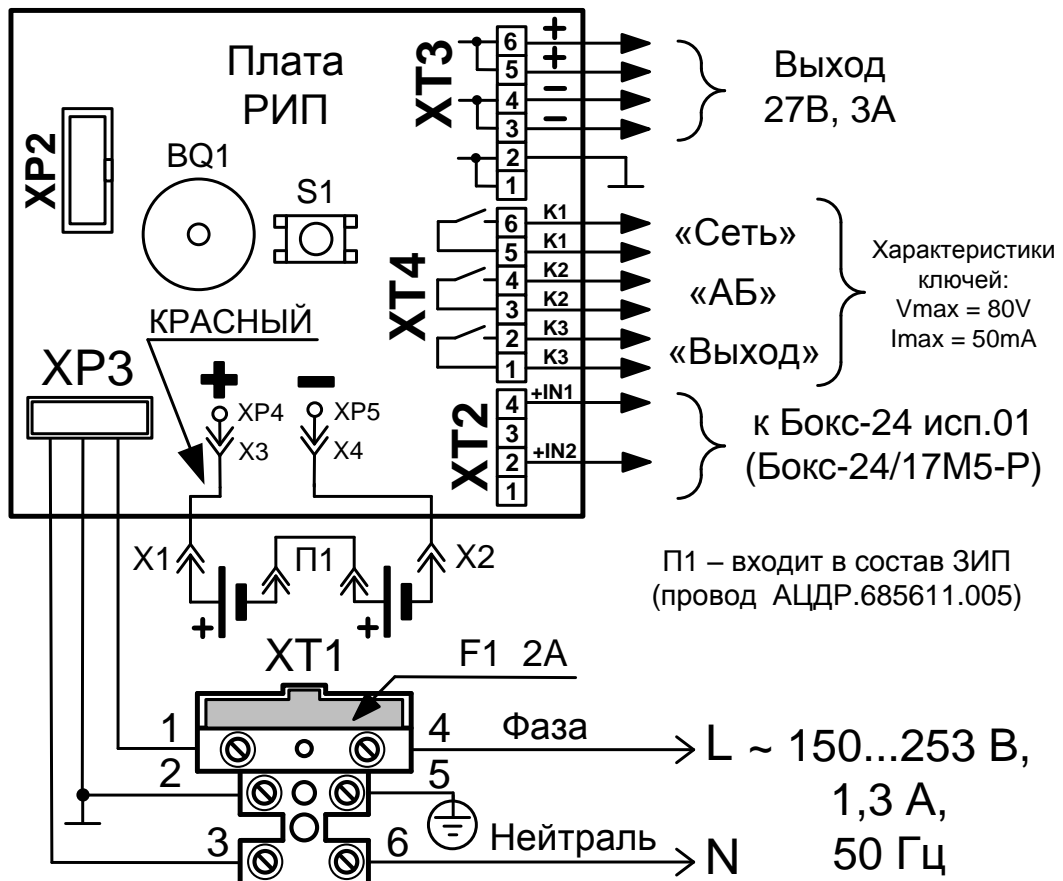 Плата
РИП
XP2
BQ1
S1
XT3
6 +
5 +
4 −
3 −
2
1
Выход
27В, 3А
XT4
6 K1
5 K1
4 K2
3 K2
2 K3
1 K3
«Сеть»
«АБ»
«Выход»
Характеристики
ключей:
Vmax = 80V
Imax = 50mA
КРАСНЫЙ
XP3
+ −
XP4 XP5
X3 X4
XT2
4 +IN1
3
2 +IN2
1
к Бокс-24 исп.01
(Бокс-24/17М5-Р)
X1 П1 X2
+ +
П1 – входит в состав ЗИП
(провод АЦДР.685611.005)
XT1
F1 2A
1 4 Фаза L ~ 150...253 В,
2 5 1,3 А,
3 6 Нейтраль N 50 Гц